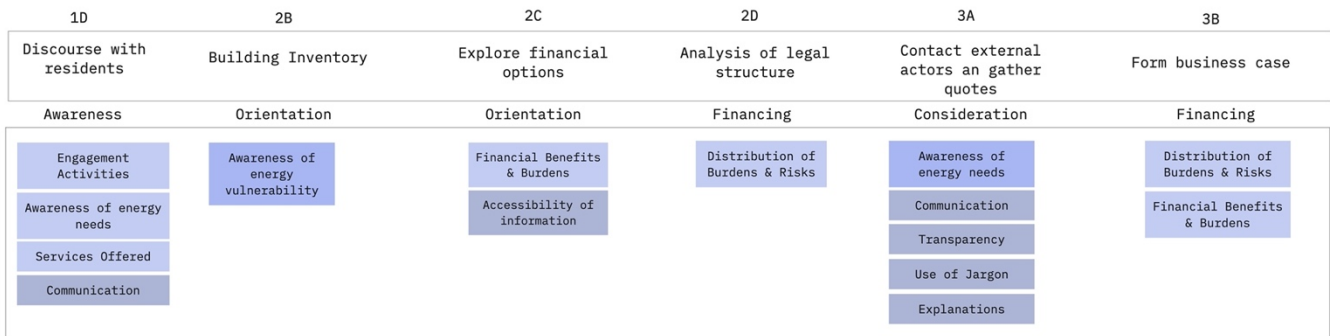 1D
2B
2C
2D
3A
3B
Discourse with
residents
Building Inventory
Explore financial
options
Analysis of legal
structure
Contact external
actors an gather
quotes
Form business case
Awareness
Orientation
Orientation
Financing
Consideration
Financing
Engagement
Activities
Awareness of energy
needs
Services Offered
Communication
Awareness of
energy
vulnerability
Financial Benefits
& Burdens
Accessibility of
information
Distribution of
Burdens & Risks
Awareness of
energy needs
Communication
Transparency
Use of Jargon
Explanations
Distribution of
Burdens & Risks
Financial Benefits
& Burdens